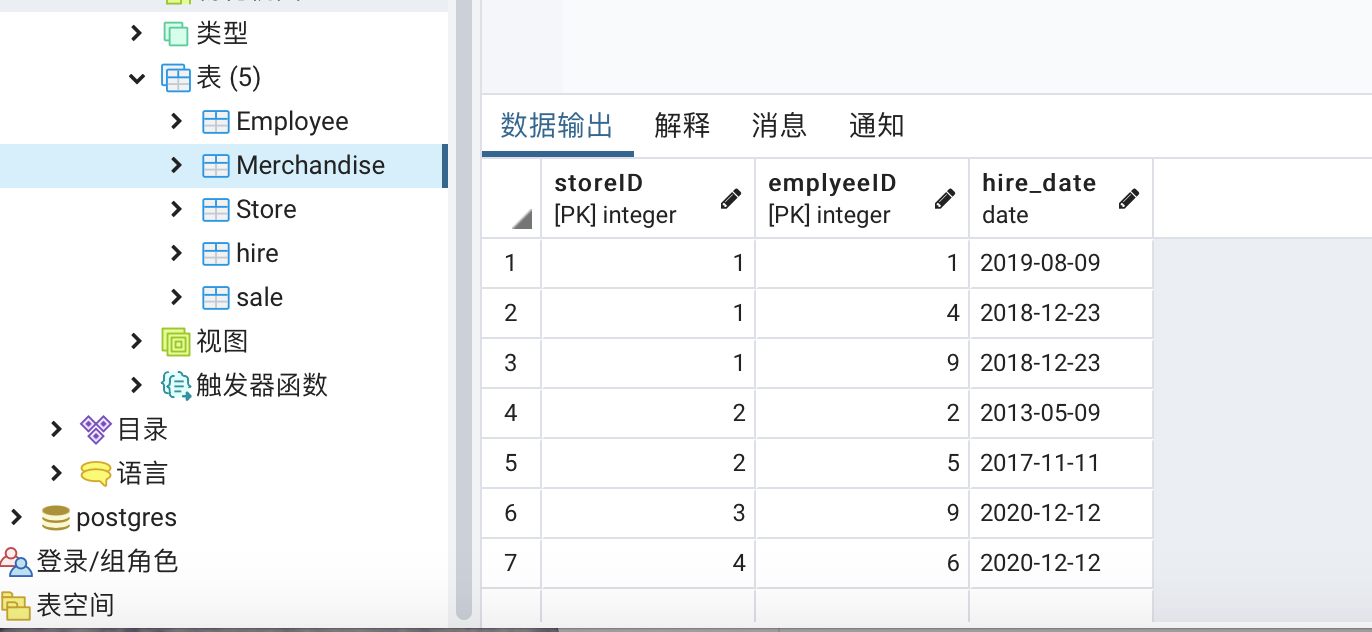 类型
表 (5)
Employee
Merchandise
Store
hire
sale
视图
触发器函数
目录
语言
postgres
登录/组角色
表空间
数据输出 解释 消息 通知
storeID emplyeeID hire_date
[PK] integer [PK] integer date
1 1 1 2019-08-09
2 1 4 2018-12-23
3 1 9 2018-12-23
4 2 2 2013-05-09
5 2 5 2017-11-11
6 3 9 2020-12-12
7 4 6 2020-12-12